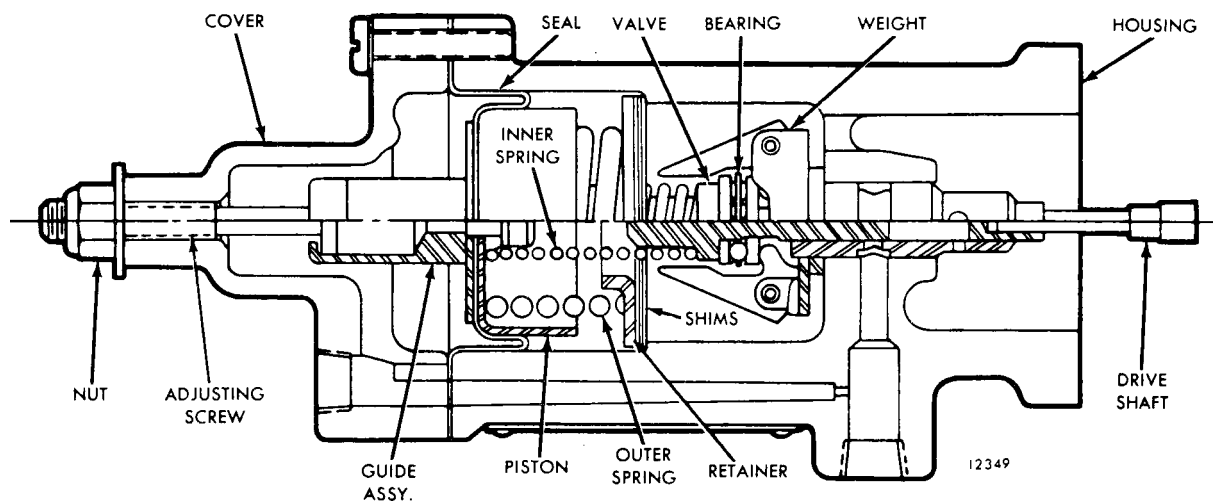 COVER
SEAL
VALVE
BEARING
WEIGHT
HOUSING
INNER
SPRING
SHIMS
NUT
ADJUSTING
SCREW
GUIDE
ASSY.
PISTON
OUTER
SPRING
RETAINER
DRIVE
SHAFT
12349